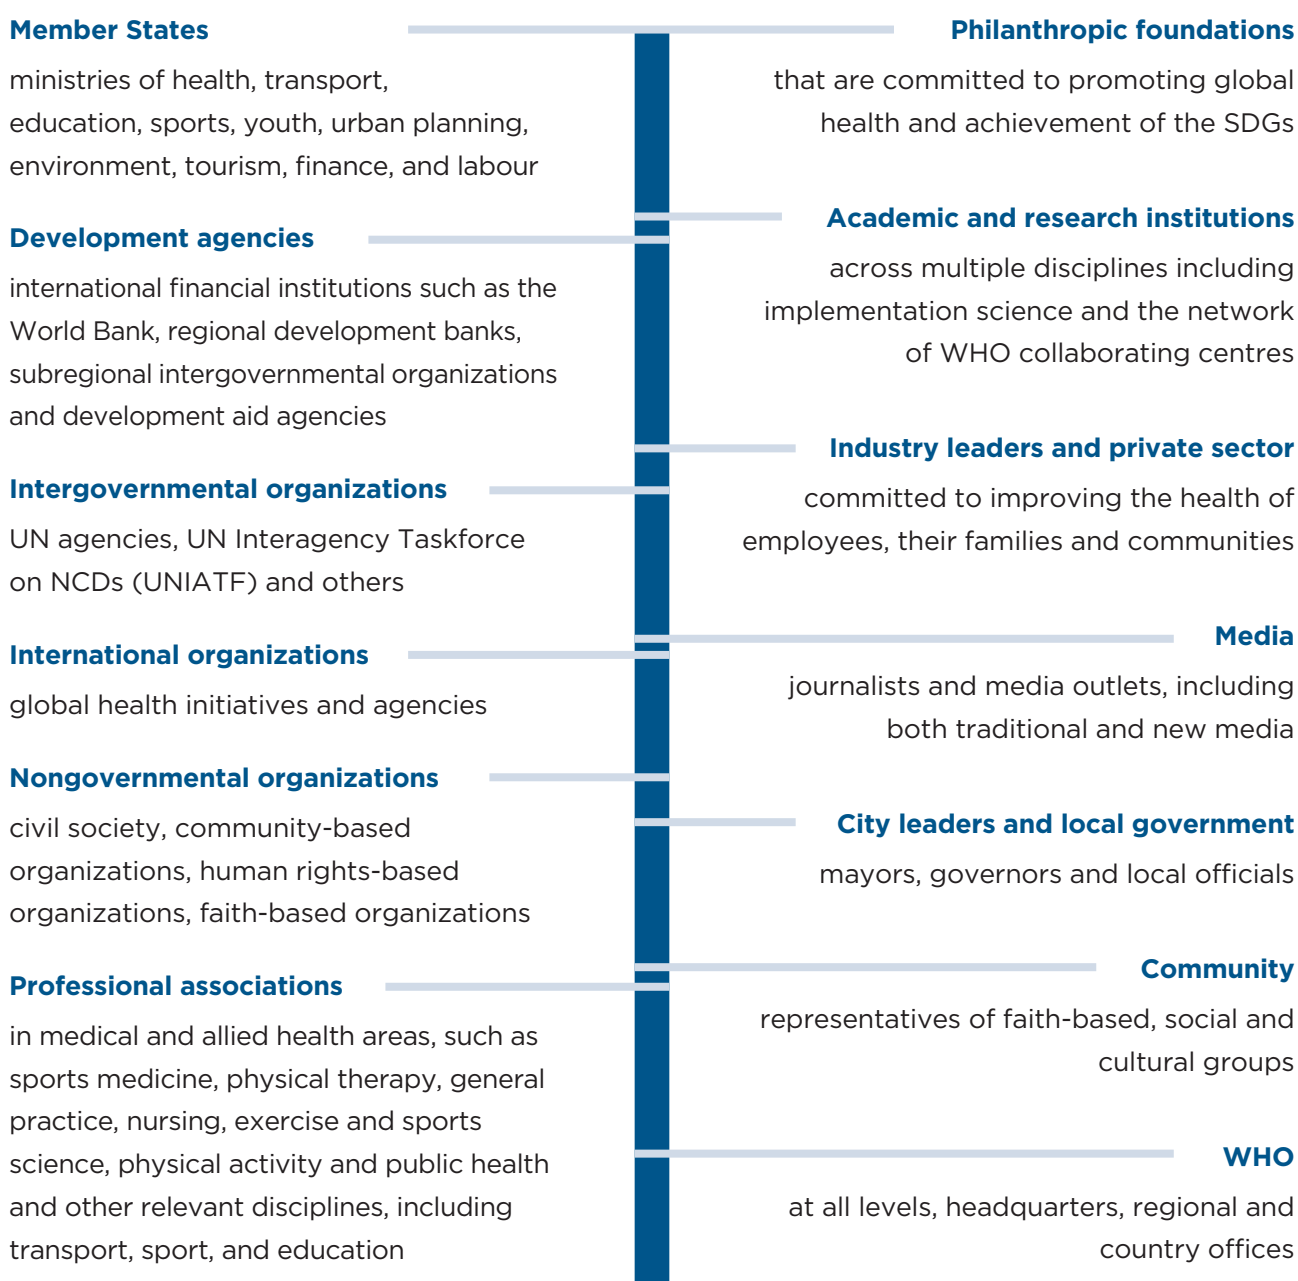 Member States
ministries of health, transport,
education, sports, youth, urban planning,
environment, tourism, finance, and labour
Development agencies
international financial institutions such as the
World Bank, regional development banks,
subregional intergovernmental organizations
and development aid agencies
Intergovernmental organizations
UN agencies, UN Interagency Taskforce
on NCDs (UNIATF) and others
International organizations
global health initiatives and agencies
Nongovernmental organizations
civil society, community-based
organizations, human rights-based
organizations, faith-based organizations
Professional associations
in medical and allied health areas, such as
sports medicine, physical therapy, general
practice, nursing, exercise and sports
science, physical activity and public health
and other relevant disciplines, including
transport, sport, and education
Philanthropic foundations
that are committed to promoting global
health and achievement of the SDGs
Academic and research institutions
across multiple disciplines including
implementation science and the network
of WHO collaborating centres
Industry leaders and private sector
committed to improving the health of
employees, their families and communities
Media
journalists and media outlets, including
both traditional and new media
City leaders and local government
mayors, governors and local officials
Community
representatives of faith-based, social and
cultural groups
WHO
at all levels, headquarters, regional and
country offices